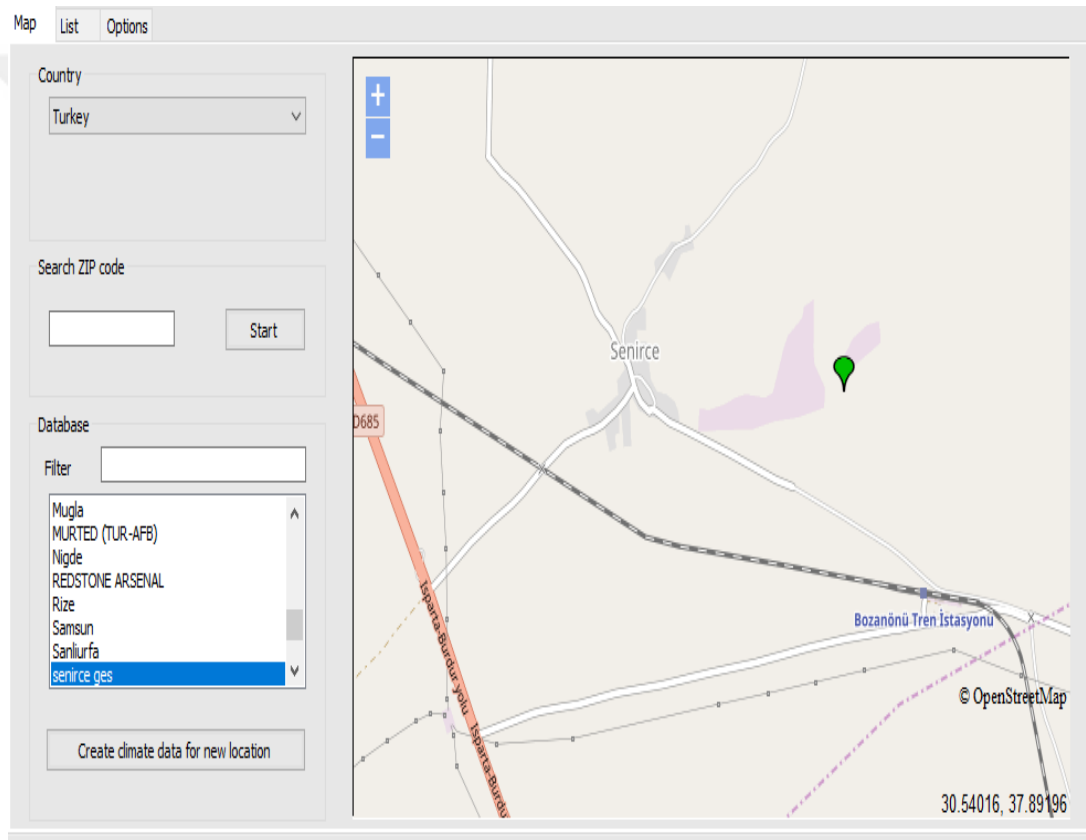 Map
List
Options
Country
Turkey
Search ZIP code
Start
Database
Filter
Mugla
MURTED (TUR-AFB)
Nigde
REDSTONE ARSENAL
Rize
Samsun
Sanliurfa
senirce ges
Create climate data for new location
+
−
Senirce
D685
Isparta-Burdur yolu
Isparta-Burdu
Bozanönü Tren İstasyonu
© OpenStreetMap
30.54016, 37.89196